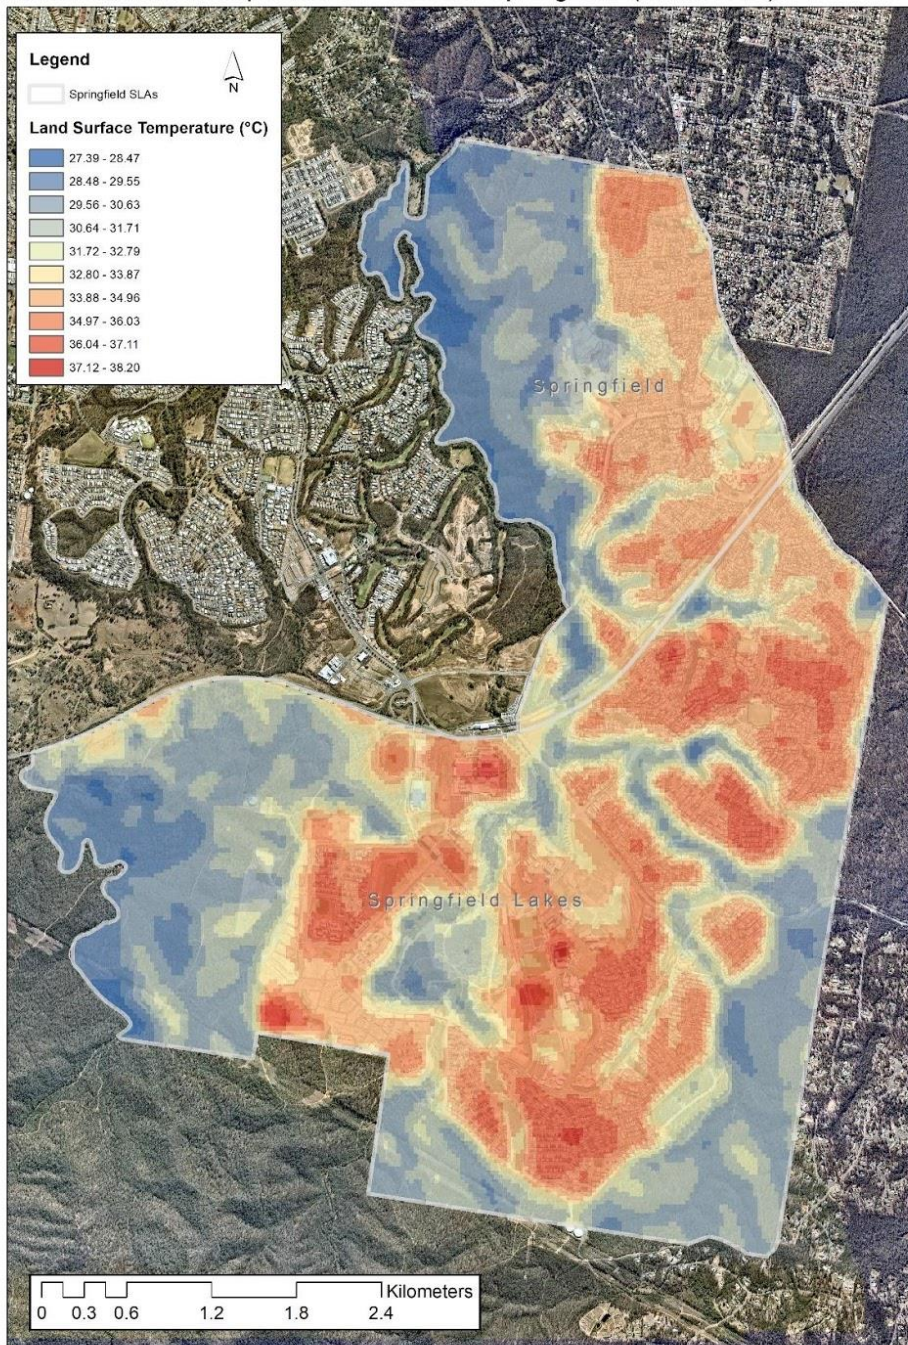 Legend
N
Springfield SLAs
Land Surface Temperature (°C)
27.39 - 28.47
28.48 - 29.55
29.56 - 30.63
30.64 - 31.71
31.72 - 32.79
32.80 - 33.87
33.88 - 34.96
34.97 - 36.03
36.04 - 37.11
37.12 - 38.20
Springfield
Springfield Lakes
Kilometers
0 0.3 0.6 1.2 1.8 2.4